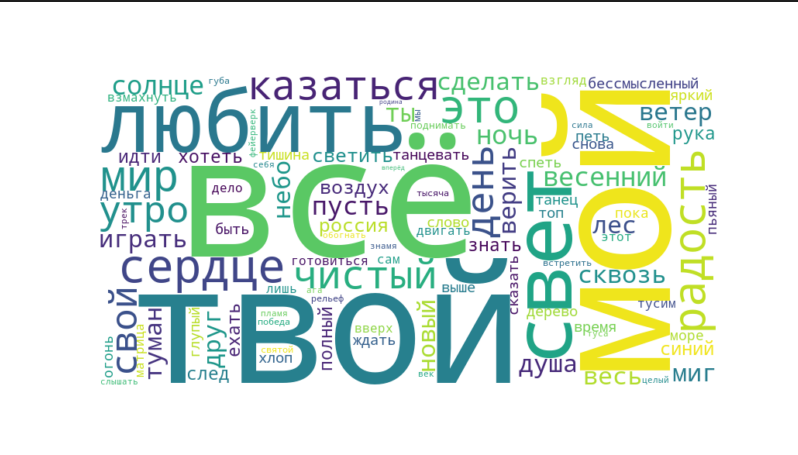 солнце
губа
казаться
сделать
взгляд
бессмысленный
взмахнуть
яркий
любить
родина
ты
мы
это
ветер
фейерверк
поднимать
ночь
сила
войти
петь
снова
рука
идти
хотеть
тишина
светить
танцевать
себя
вперёд
спеть
мир
всё
небо
воздух
тысяча
день
верить
весенний
мой
радость
пьяный
деньга
дело
пусть
танец
топ
пока
утро
трек
быть
россия
слово
двигать
лес
этот
обогнать
играть
знамя
знать
свет
сердце
готовиться
сам
встретить
сквозь
чистый
лишь
ага
выше
сказать
рельеф
тусим
свой
твой
туман
дерево
огонь
матрица
глупый
друг
ехать
пламя
победа
полный
вверх
ждать
новый
время
туса
море
синий
святой
хлоп
душа
слышать
след
век
весь
целый
миг